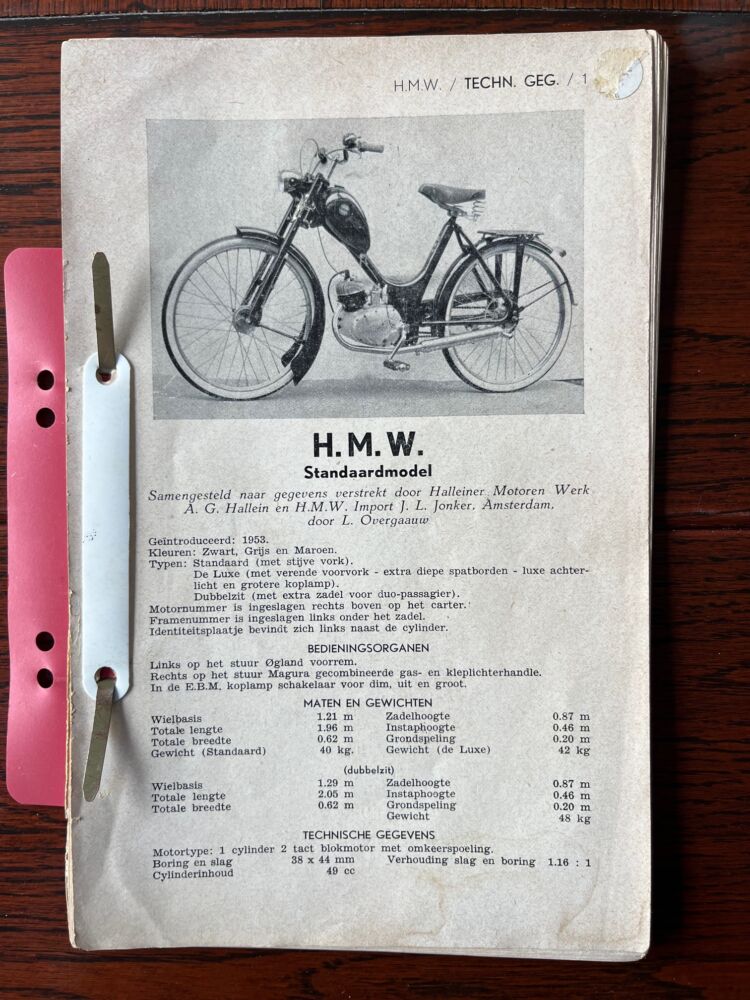 H.M.W. / TECHN. GEG. / 1
H.M.W.
Standaardmodel
Samengesteld naar gegevens verstrekt door Halleiner Motoren Werk
A. G. Hallein en H.M.W. Import J. L. Jonker, Amsterdam,
door L. Overgaauw
Geïntroduceerd: 1953.
Kleuren: Zwart, Grijs en Maroen.
Typen: Standaard (met stijve vork).
De Luxe (met verende voorvork - extra diepe spatborden - luxe achter-
licht en grotere koplamp).
Dubbelzit (met extra zadel voor duo-passagier).
Motornummer is ingeslagen rechts boven op het carter.
Framenummer is ingeslagen links onder het zadel.
Identiteitsplaatje bevindt zich links naast de cylinder.
BEDIENINGSORGANEN
Links op het stuur Øgland voorrem.
Rechts op het stuur Magura gecombineerde gas- en kleplichterhandle.
In de E.B.M. koplamp schakelaar voor dim, uit en groot.
MATEN EN GEWICHTEN
Wielbasis 1.21 m Zadelhoogte 0.87 m
Totale lengte 1.96 m Instaphoogte 0.46 m
Totale breedte 0.62 m Grondspeling 0.20 m
Gewicht (Standaard) 40 kg. Gewicht (de Luxe) 42 kg
(dubbelzit)
Wielbasis 1.29 m Zadelhoogte 0.87 m
Totale lengte 2.05 m Instaphoogte 0.46 m
Totale breedte 0.62 m Grondspeling 0.20 m
Gewicht 48 kg
TECHNISCHE GEGEVENS
Motortype: 1 cylinder 2 tact blokmotor met omkeerspoeling.
Boring en slag 38 x 44 mm Verhouding slag en boring 1.16 : 1
Cylinderinhoud 49 cc